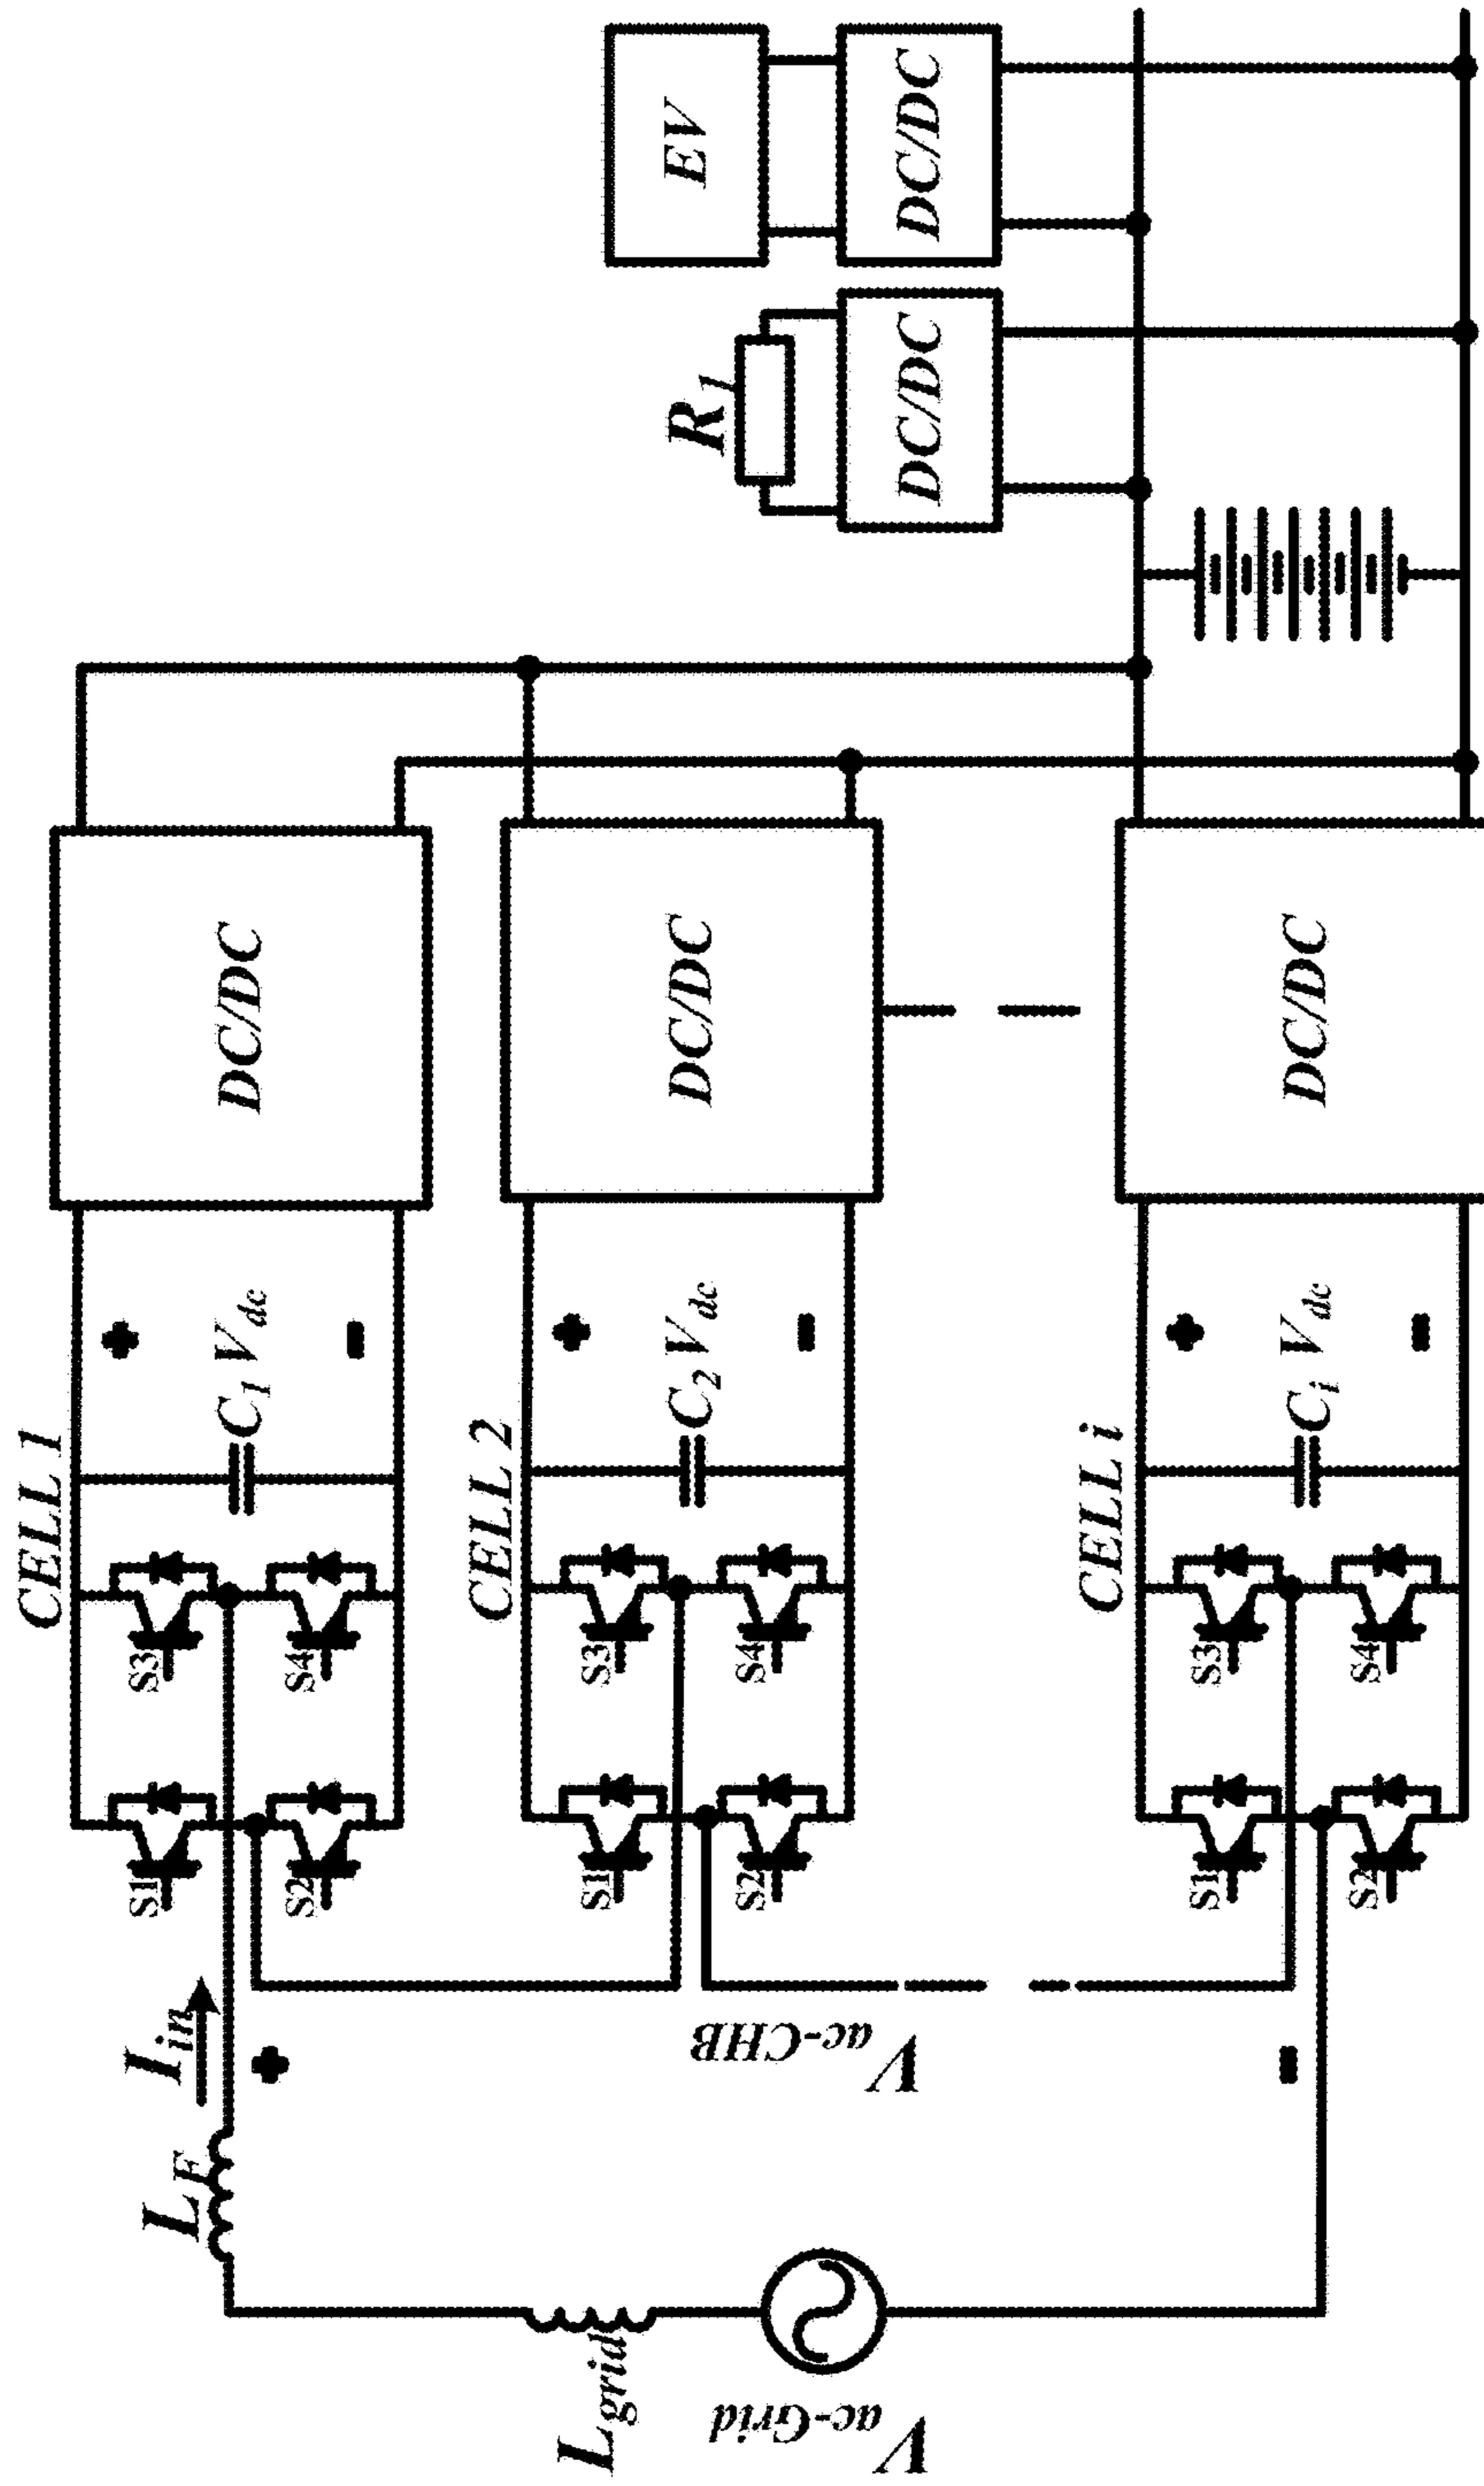 CELL 1
S1
S2
S3
S4
C1 Vdc
+
-
DC/DC
CELL 2
S1
S2
S3
S4
C2 Vdc
+
-
DC/DC
CELL i
S1
S2
S3
S4
Ci Vdc
+
-
DC/DC
LF
Iin
+
Vac-CHB
-
Lgrid
Vac-Grid
R1
DC/DC
EV
DC/DC